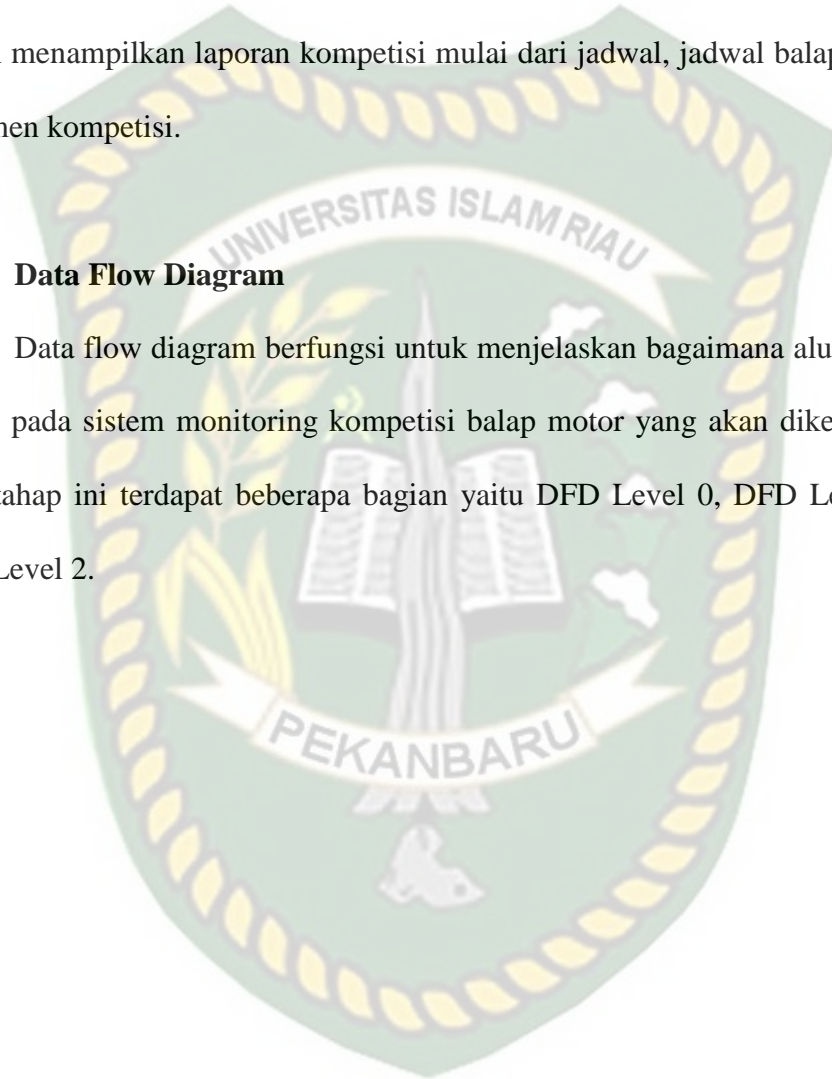 menampilkan laporan kompetisi mulai dari jadwal, jadwal balap
men kompetisi.
UNIVERSITAS ISLAM RIAU
Data Flow Diagram
Data flow diagram berfungsi untuk menjelaskan bagaimana alu
pada sistem monitoring kompetisi balap motor yang akan dike
tahap ini terdapat beberapa bagian yaitu DFD Level 0, DFD Le
Level 2.
PEKANBARU